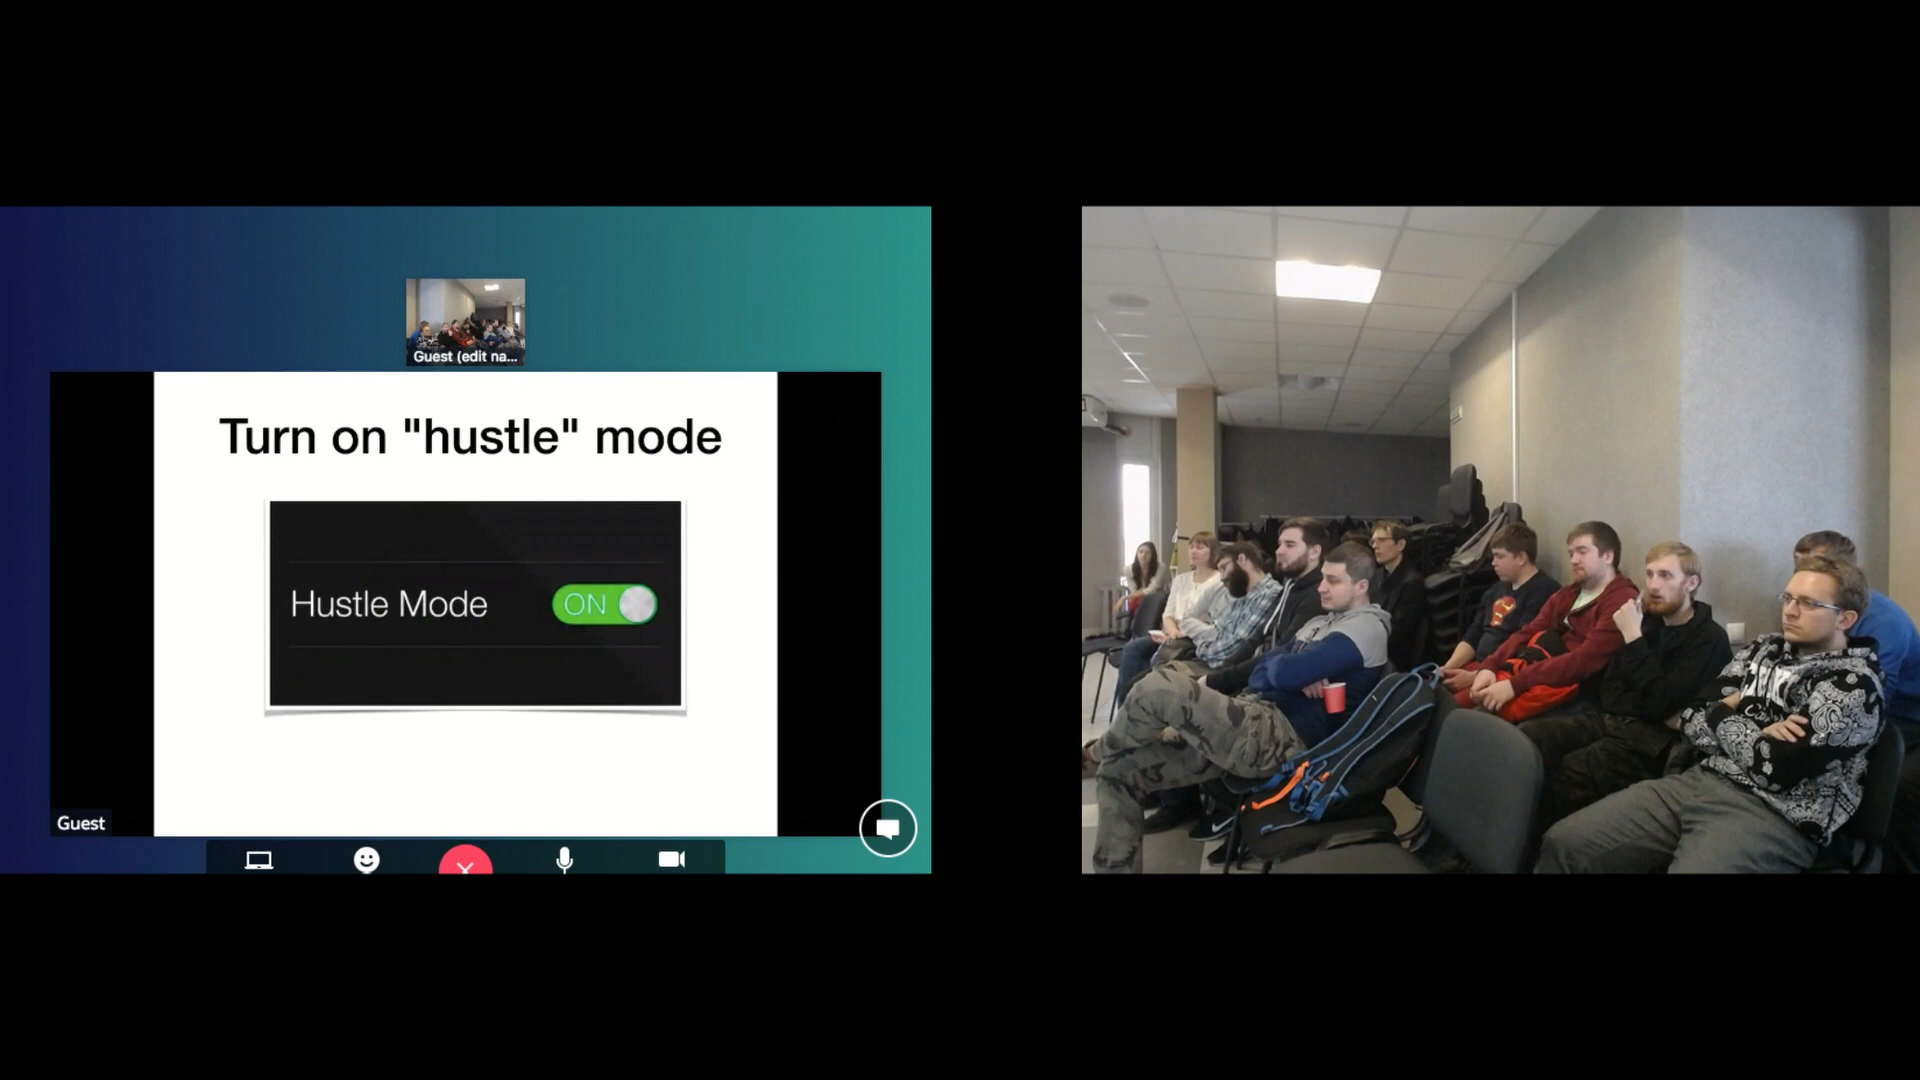 Guest (edit na...
Turn on "hustle" mode
Hustle Mode
ON
Guest